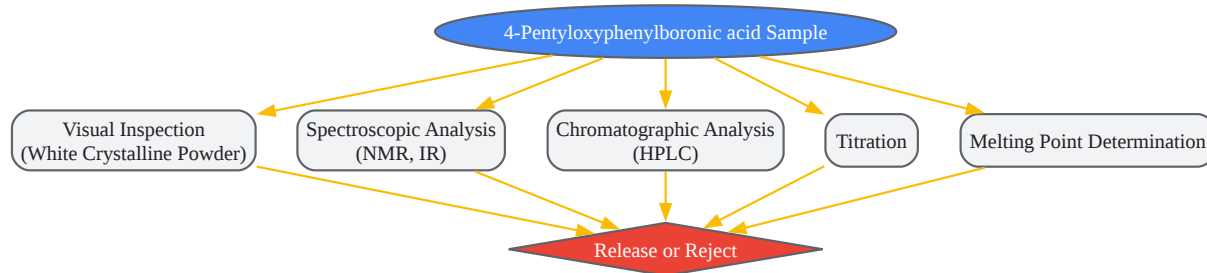 4-Pentyloxyphenylboronic acid Sample
Visual Inspection
(White Crystalline Powder)
Spectroscopic Analysis
(NMR, IR)
Chromatographic Analysis
(HPLC)
Titration
Melting Point Determination
Release or Reject